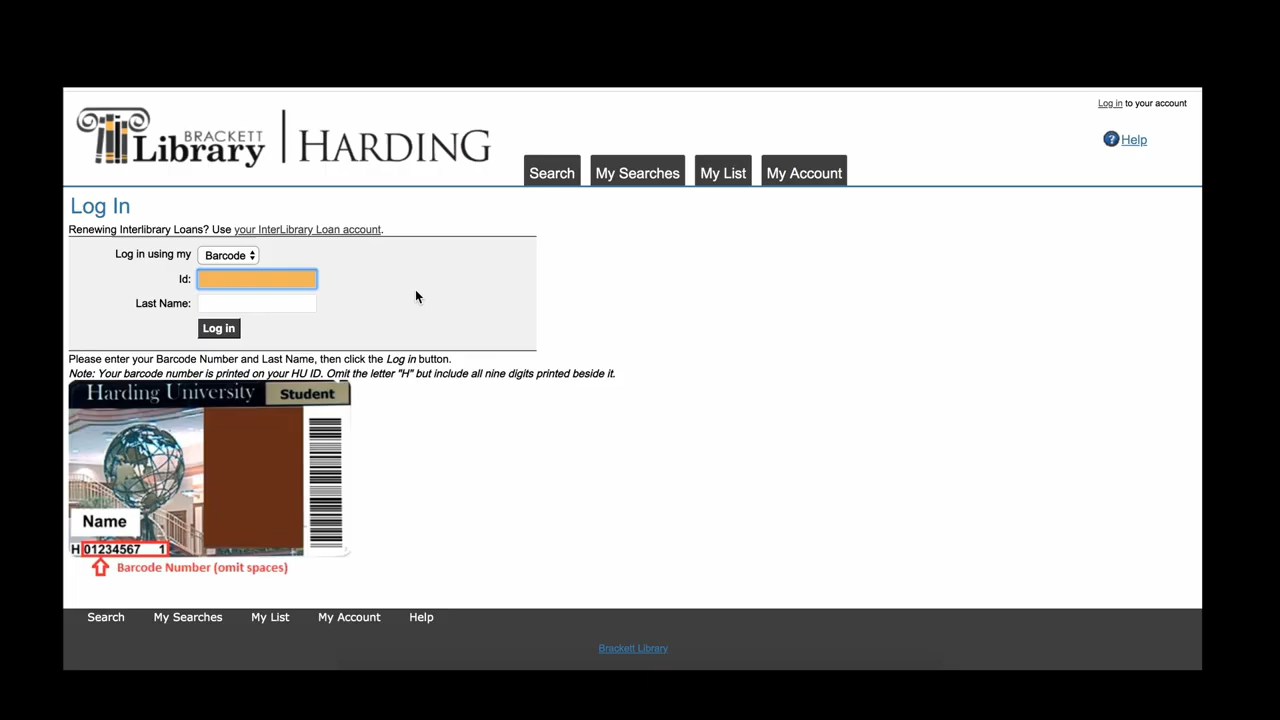 Log in to your account
BRACKETT
Library | HARDING
Help
Search
My Searches
My List
My Account
Log In
Renewing Interlibrary Loans? Use your InterLibrary Loan account.
Log in using my Barcode
Id:
Last Name:
Log in
Please enter your Barcode Number and Last Name, then click the Log in button.
Note: Your barcode number is printed on your HU ID. Omit the letter "H" but include all nine digits printed beside it.
Harding University Student
Name
H 01234567 1
Barcode Number (omit spaces)
Search My Searches My List My Account Help
Brackett Library